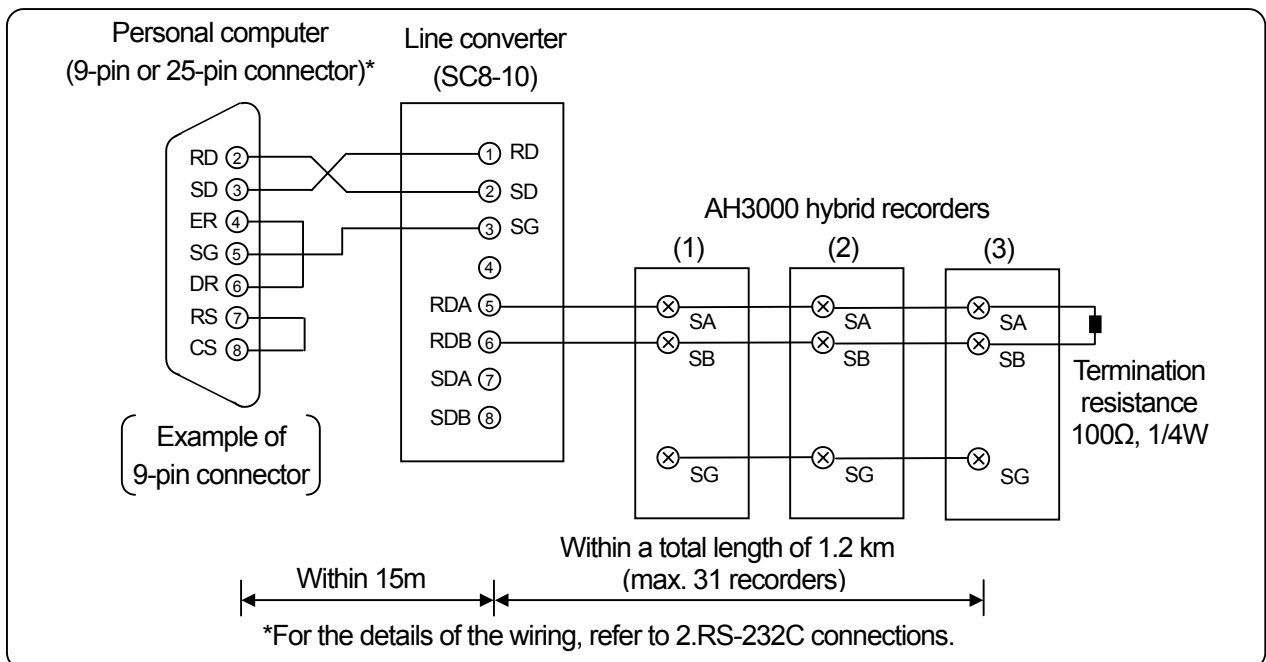 Personal computer
(9-pin or 25-pin connector)*
Line converter
(SC8-10)
RD ②
SD ③
ER ④
SG ⑤
DR ⑥
RS ⑦
CS ⑧
Example of
9-pin connector
① RD
② SD
③ SG
④
RDA ⑤
RDB ⑥
SDA ⑦
SDB ⑧
AH3000 hybrid recorders
(1) (2) (3)
SA SA SA
SB SB SB
SG SG SG
Termination
resistance
100Ω, 1/4W
Within 15m
Within a total length of 1.2 km
(max. 31 recorders)
*For the details of the wiring, refer to 2.RS-232C connections.